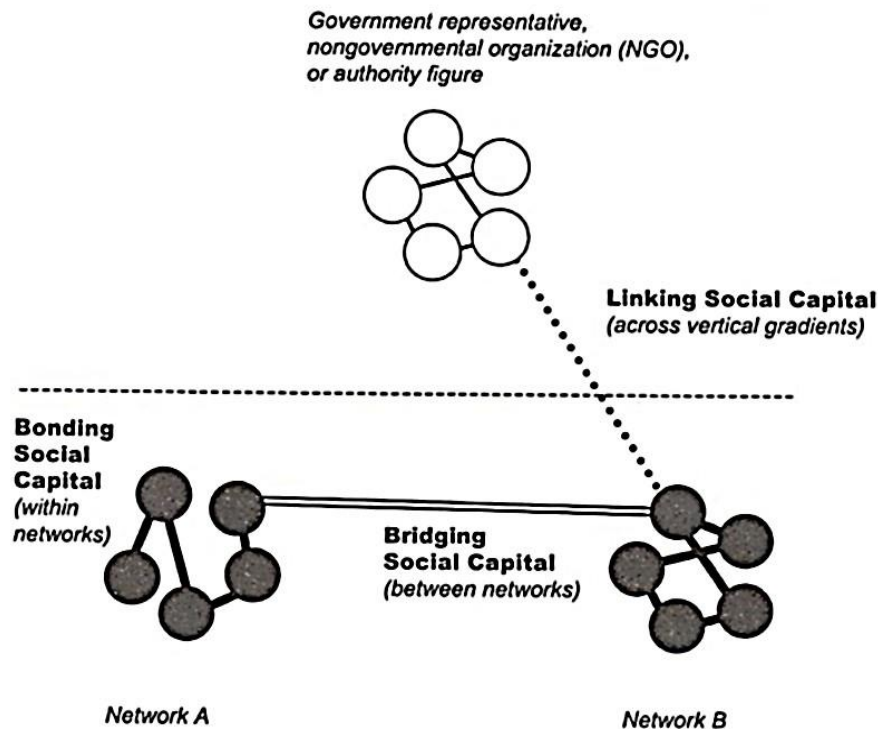 Government representative,
nongovernmental organization (NGO),
or authority figure
Linking Social Capital
(across vertical gradients)
Bonding
Social
Capital
(within
networks)
Bridging
Social Capital
(between networks)
Network A
Network B